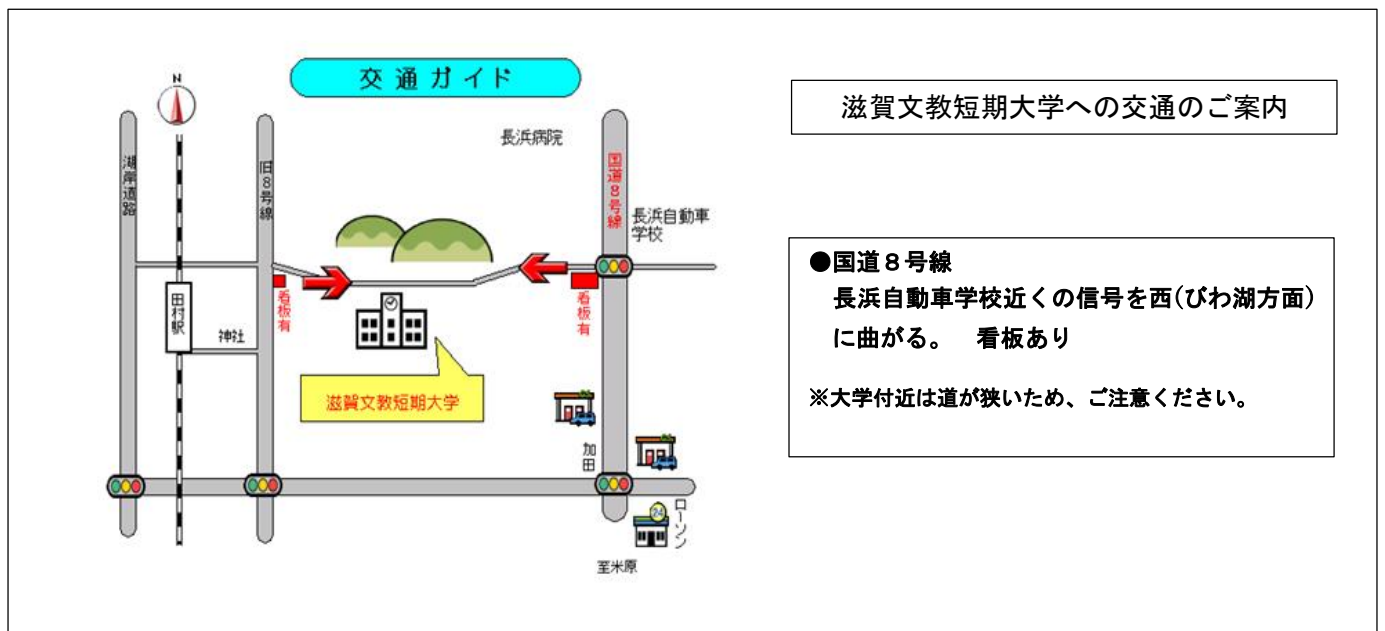 交通ガイド
N
長浜病院
湖岸道路
旧8号線
国道8号線
長浜自動車
学校
看板有
看板有
田村駅
神社
滋賀文教短期大学
加田
24
ローソン
至米原
滋賀文教短期大学への交通のご案内
●国道８号線
長浜自動車学校近くの信号を西(びわ湖方面)
に曲がる。　看板あり
※大学付近は道が狭いため、ご注意ください。